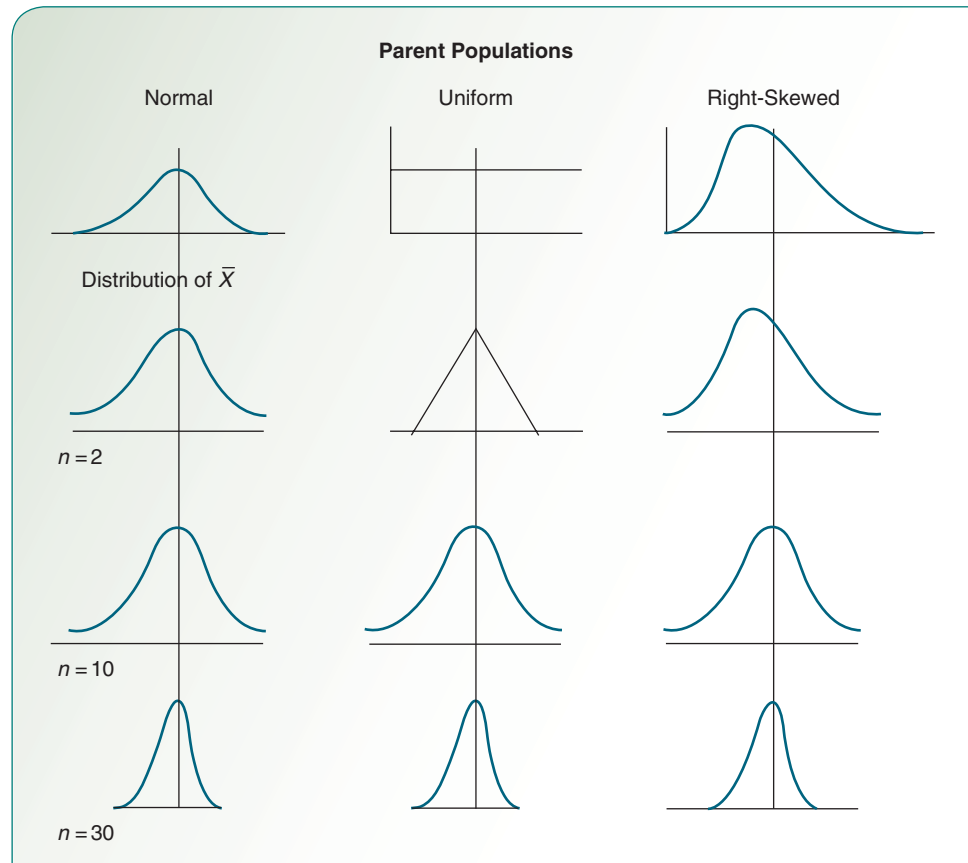 Parent Populations
Normal
Uniform
Right-Skewed
Distribution of X̄
n = 2
n = 10
n = 30